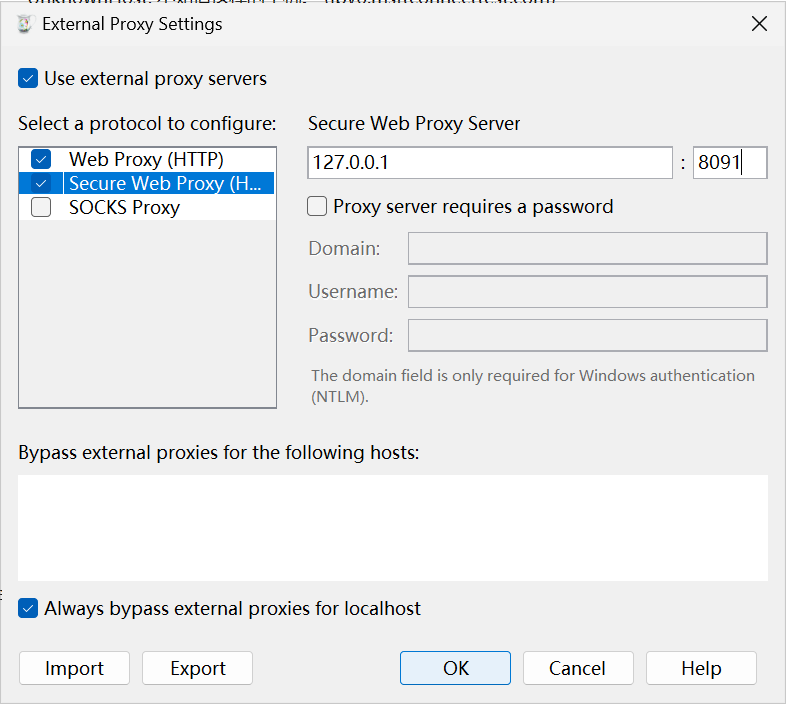 External Proxy Settings
Use external proxy servers
Select a protocol to configure:
Web Proxy (HTTP)
Secure Web Proxy (H...
SOCKS Proxy
Secure Web Proxy Server
127.0.0.1 : 8091
Proxy server requires a password
Domain:
Username:
Password:
The domain field is only required for Windows authentication
(NTLM).
Bypass external proxies for the following hosts:
Always bypass external proxies for localhost
Import Export OK Cancel Help